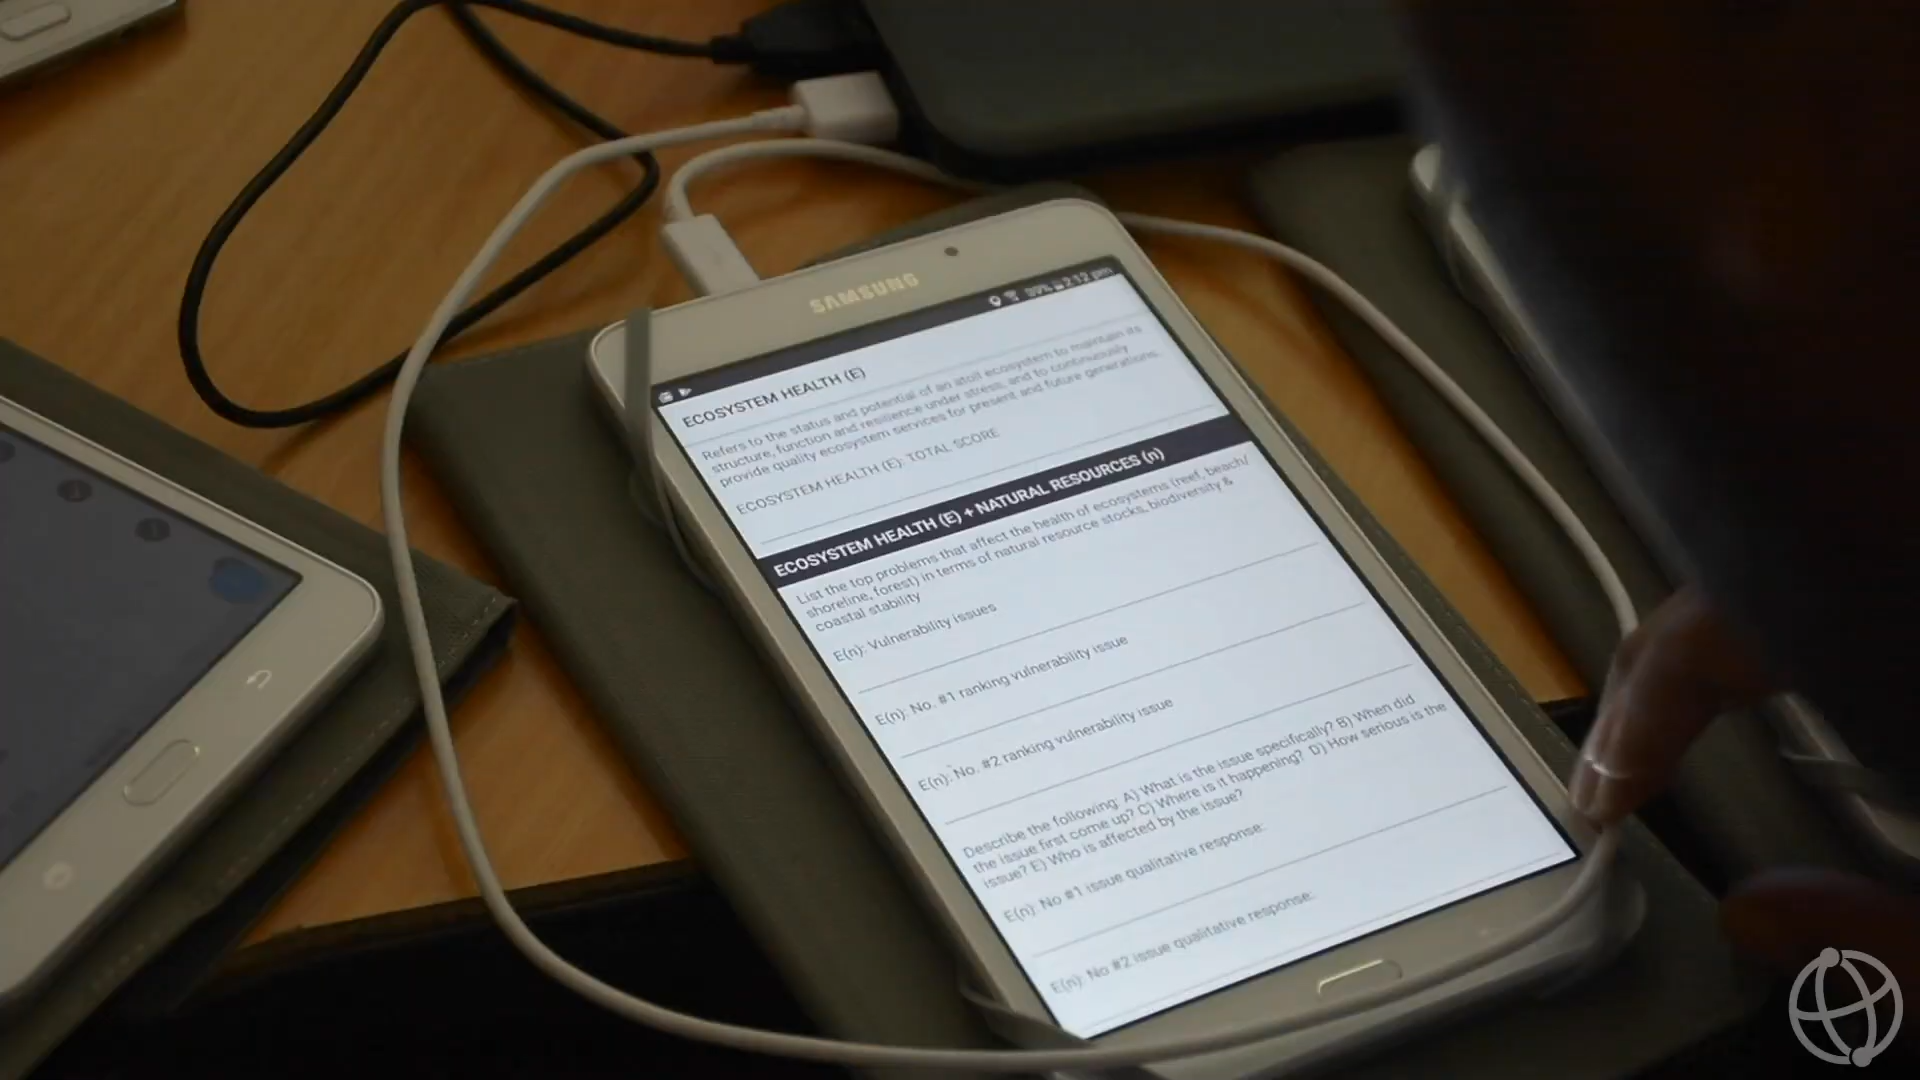 SAMSUNG
99% 2:12 pm
ECOSYSTEM HEALTH (E)
Refers to the status and potential of an atoll ecosystem to maintain its
structure, function and resilience under stress, and to continuously
provide quality ecosystem services for present and future generations.
ECOSYSTEM HEALTH (E): TOTAL SCORE
ECOSYSTEM HEALTH (E) + NATURAL RESOURCES (n)
List the top problems that affect the health of ecosystems (reef, beach/
shoreline, forest) in terms of natural resource stocks, biodiversity &
coastal stability
E(n): Vulnerability issues
E(n): No. #1 ranking vulnerability issue
E(n): No. #2 ranking vulnerability issue
Describe the following: A) What is the issue specifically? B) When did
the issue first come up? C) Where is it happening? D) How serious is the
issue? E) Who is affected by the issue?
E(n): No #1 issue qualitative response:
E(n): No #2 issue qualitative response: